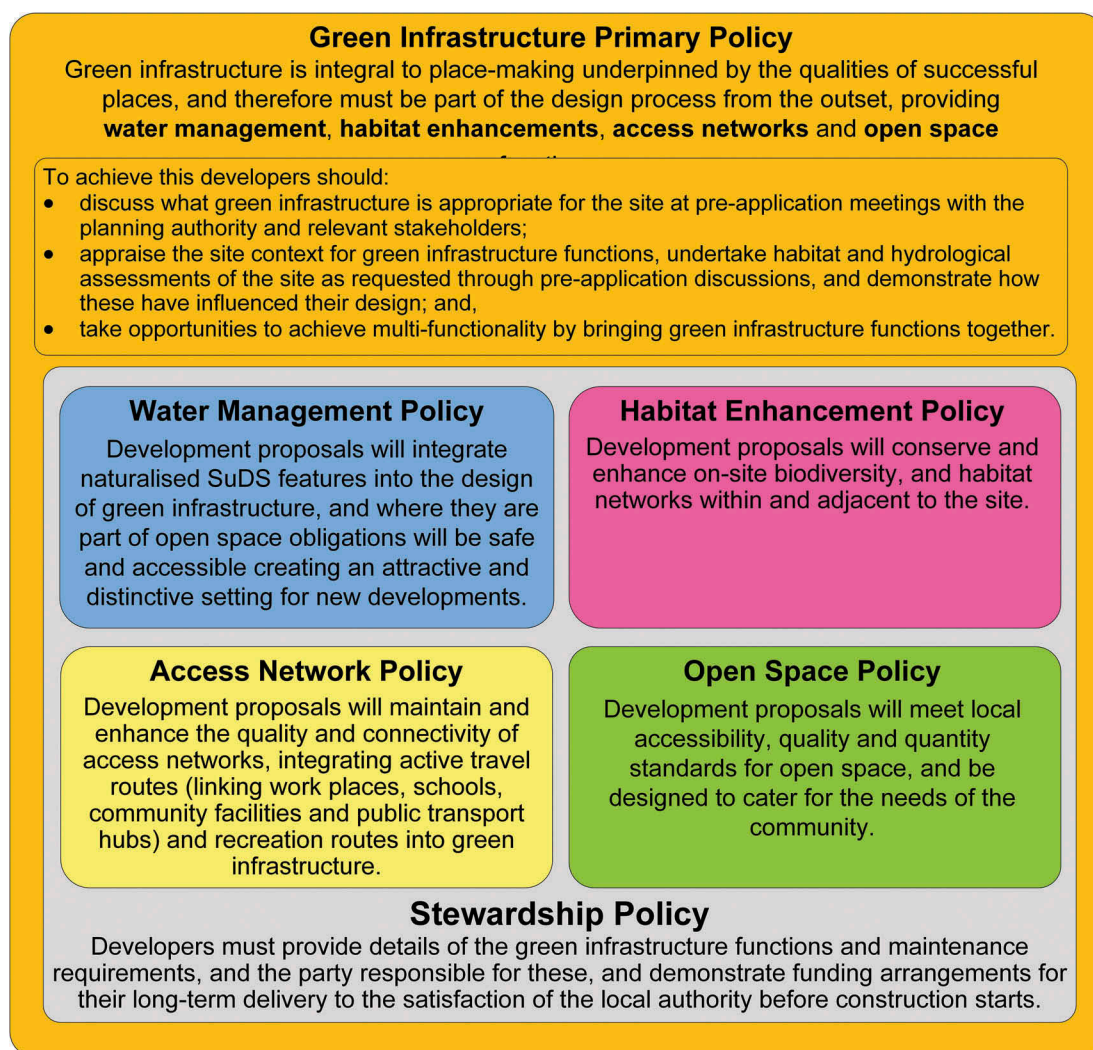 Green Infrastructure Primary Policy
Green infrastructure is integral to place-making underpinned by the qualities of successful
places, and therefore must be part of the design process from the outset, providing
water management, habitat enhancements, access networks and open space
To achieve this developers should:
• discuss what green infrastructure is appropriate for the site at pre-application meetings with the
planning authority and relevant stakeholders;
• appraise the site context for green infrastructure functions, undertake habitat and hydrological
assessments of the site as requested through pre-application discussions, and demonstrate how
these have influenced their design; and,
• take opportunities to achieve multi-functionality by bringing green infrastructure functions together.
Water Management Policy
Development proposals will integrate
naturalised SuDS features into the design
of green infrastructure, and where they are
part of open space obligations will be safe
and accessible creating an attractive and
distinctive setting for new developments.
Habitat Enhancement Policy
Development proposals will conserve and
enhance on-site biodiversity, and habitat
networks within and adjacent to the site.
Access Network Policy
Development proposals will maintain and
enhance the quality and connectivity of
access networks, integrating active travel
routes (linking work places, schools,
community facilities and public transport
hubs) and recreation routes into green
infrastructure.
Open Space Policy
Development proposals will meet local
accessibility, quality and quantity
standards for open space, and be
designed to cater for the needs of the
community.
Stewardship Policy
Developers must provide details of the green infrastructure functions and maintenance
requirements, and the party responsible for these, and demonstrate funding arrangements for
their long-term delivery to the satisfaction of the local authority before construction starts.